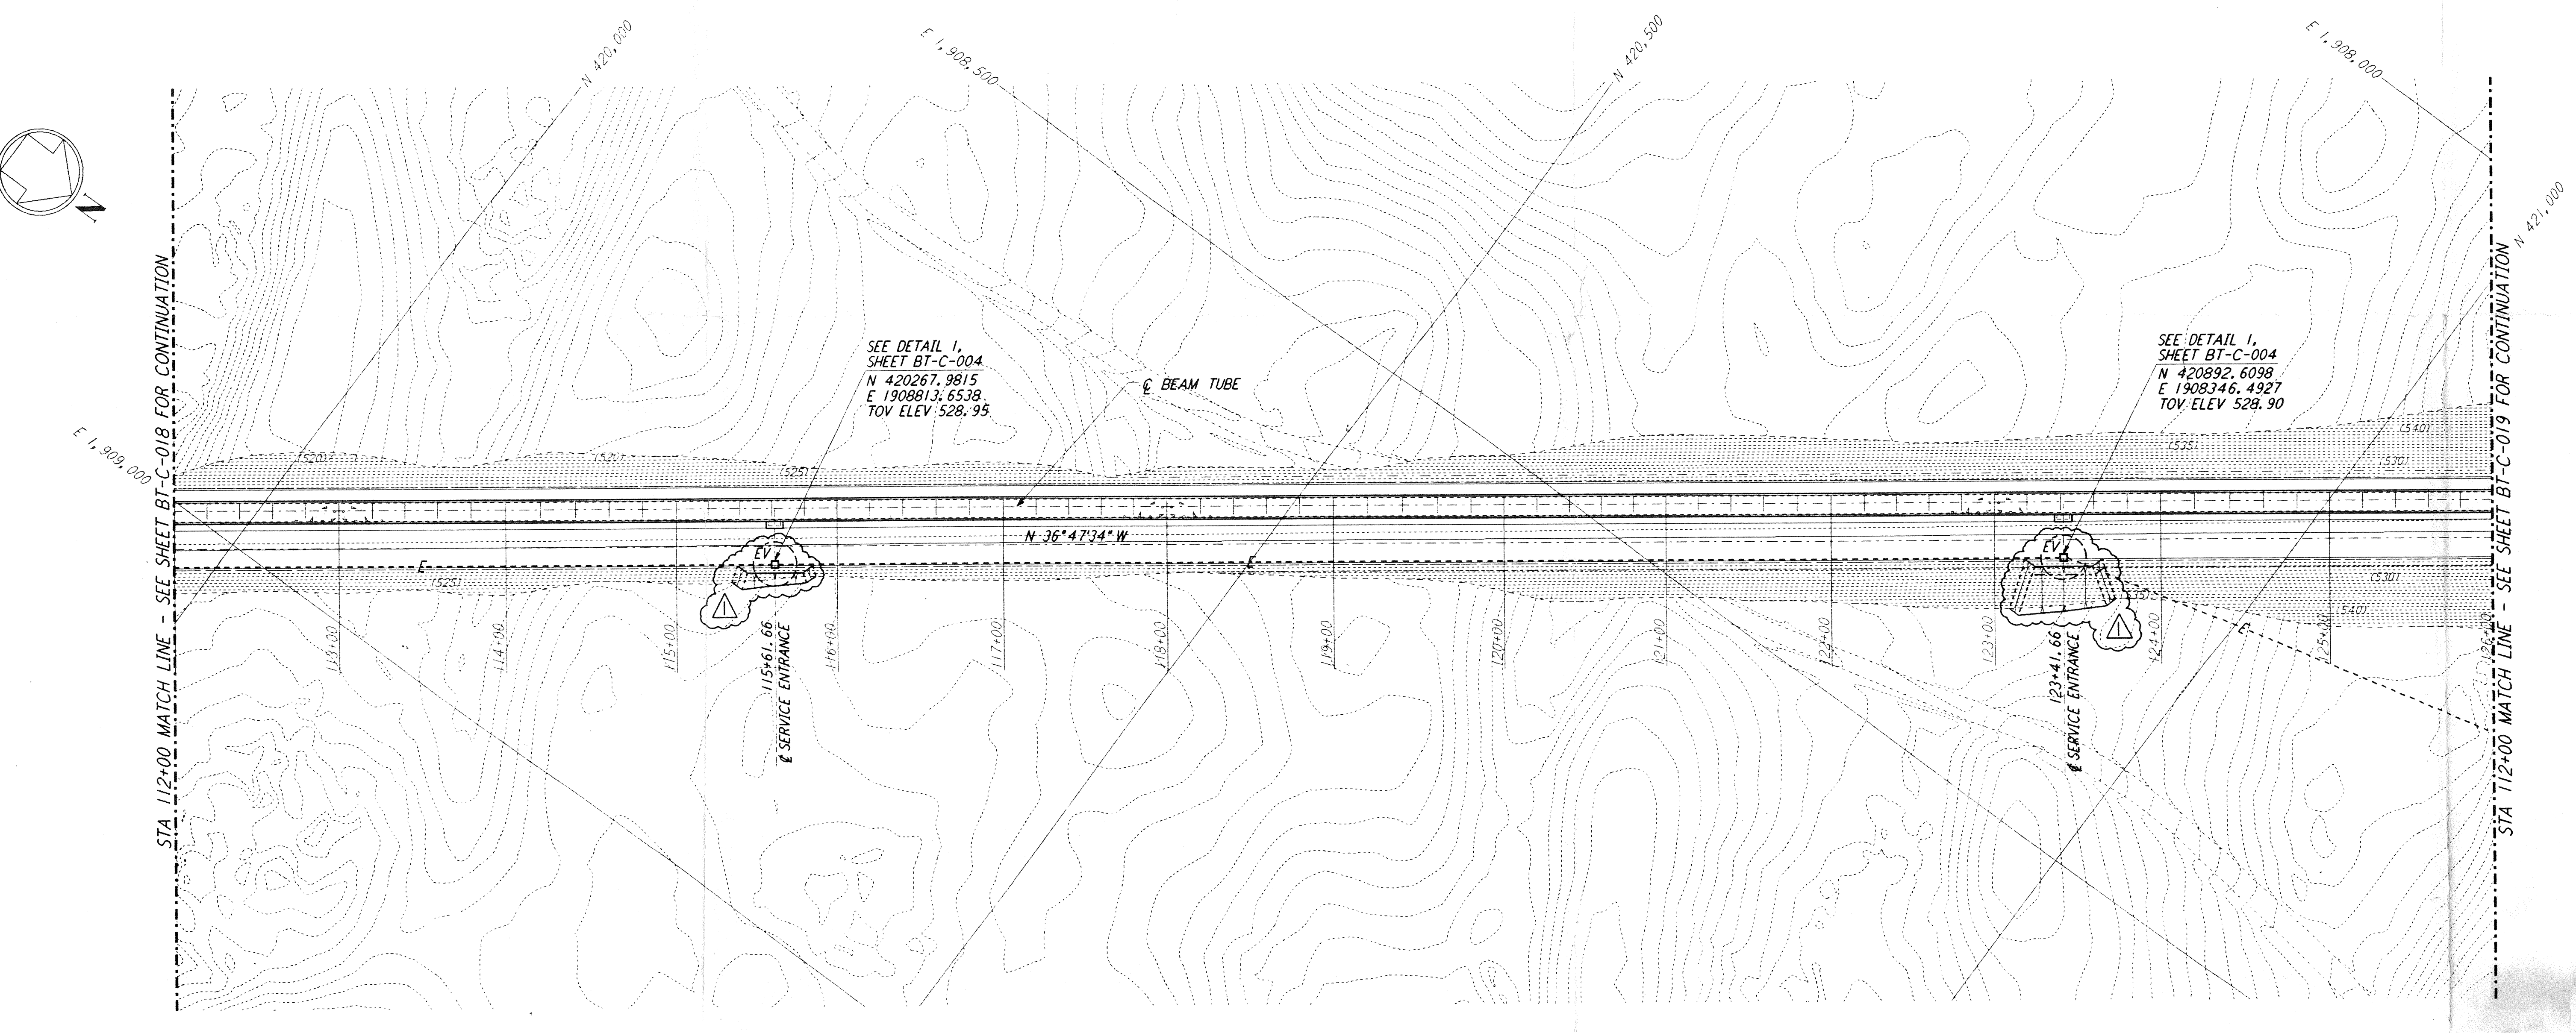 N 420,000
E 1,908,500
N 420,500
E 1,908,000
N 421,000
N
STA 112+00 MATCH LINE - SEE SHEET BT-C-018 FOR CONTINUATION
E 1,909,000
SEE DETAIL 1,
SHEET BT-C-004
N 420267.9815
E 1908813.6538
TOV ELEV 528.95
℄ BEAM TUBE
SEE DETAIL 1,
SHEET BT-C-004
N 420892.6098
E 1908346.4927
TOV ELEV 528.90
(520)
(525)
(535)
(540)
(530)
N 36°47'34" W
EV
EV
E
E
E
(525)
(530)
(540)
1
1
113+00
114+00
115+00
115+61.66
℄ SERVICE ENTRANCE
116+00
117+00
118+00
119+00
120+00
121+00
122+00
123+00
123+41.66
℄ SERVICE ENTRANCE
124+00
125+00
126+00
STA 112+00 MATCH LINE - SEE SHEET BT-C-019 FOR CONTINUATION